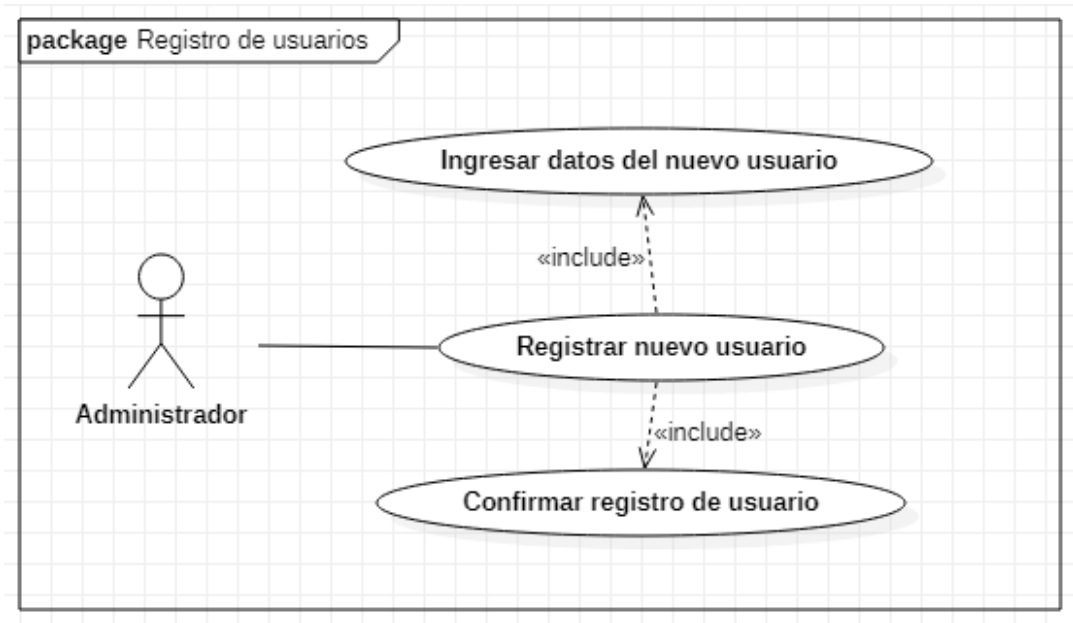 package Registro de usuarios
Ingresar datos del nuevo usuario
«include»
Registrar nuevo usuario
Administrador
«include»
Confirmar registro de usuario